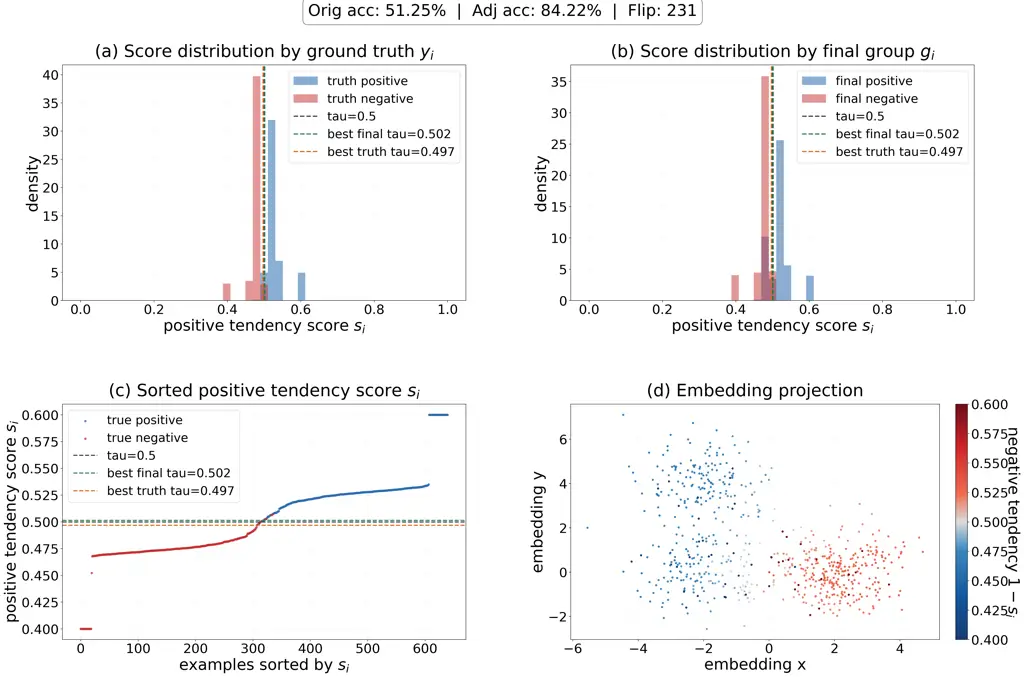 Orig acc: 51.25% | Adj acc: 84.22% | Flip: 231
(a) Score distribution by ground truth yᵢ
density
40
35
30
25
20
15
10
5
0
truth positive
truth negative
tau=0.5
best final tau=0.502
best truth tau=0.497
0.0 0.2 0.4 0.6 0.8 1.0
positive tendency score sᵢ
(b) Score distribution by final group gᵢ
density
35
30
25
20
15
10
5
0
final positive
final negative
tau=0.5
best final tau=0.502
best truth tau=0.497
0.0 0.2 0.4 0.6 0.8 1.0
positive tendency score sᵢ
(c) Sorted positive tendency score sᵢ
positive tendency score sᵢ
0.600
0.575
0.550
0.525
0.500
0.475
0.450
0.425
0.400
true positive
true negative
tau=0.5
best final tau=0.502
best truth tau=0.497
0 100 200 300 400 500 600
examples sorted by sᵢ
(d) Embedding projection
embedding y
6
4
2
0
−2
−6 −4 −2 0 2 4
embedding x
0.600
0.575
0.550
0.525
0.500
0.475
0.450
0.425
0.400
negative tendency 1 − sᵢ